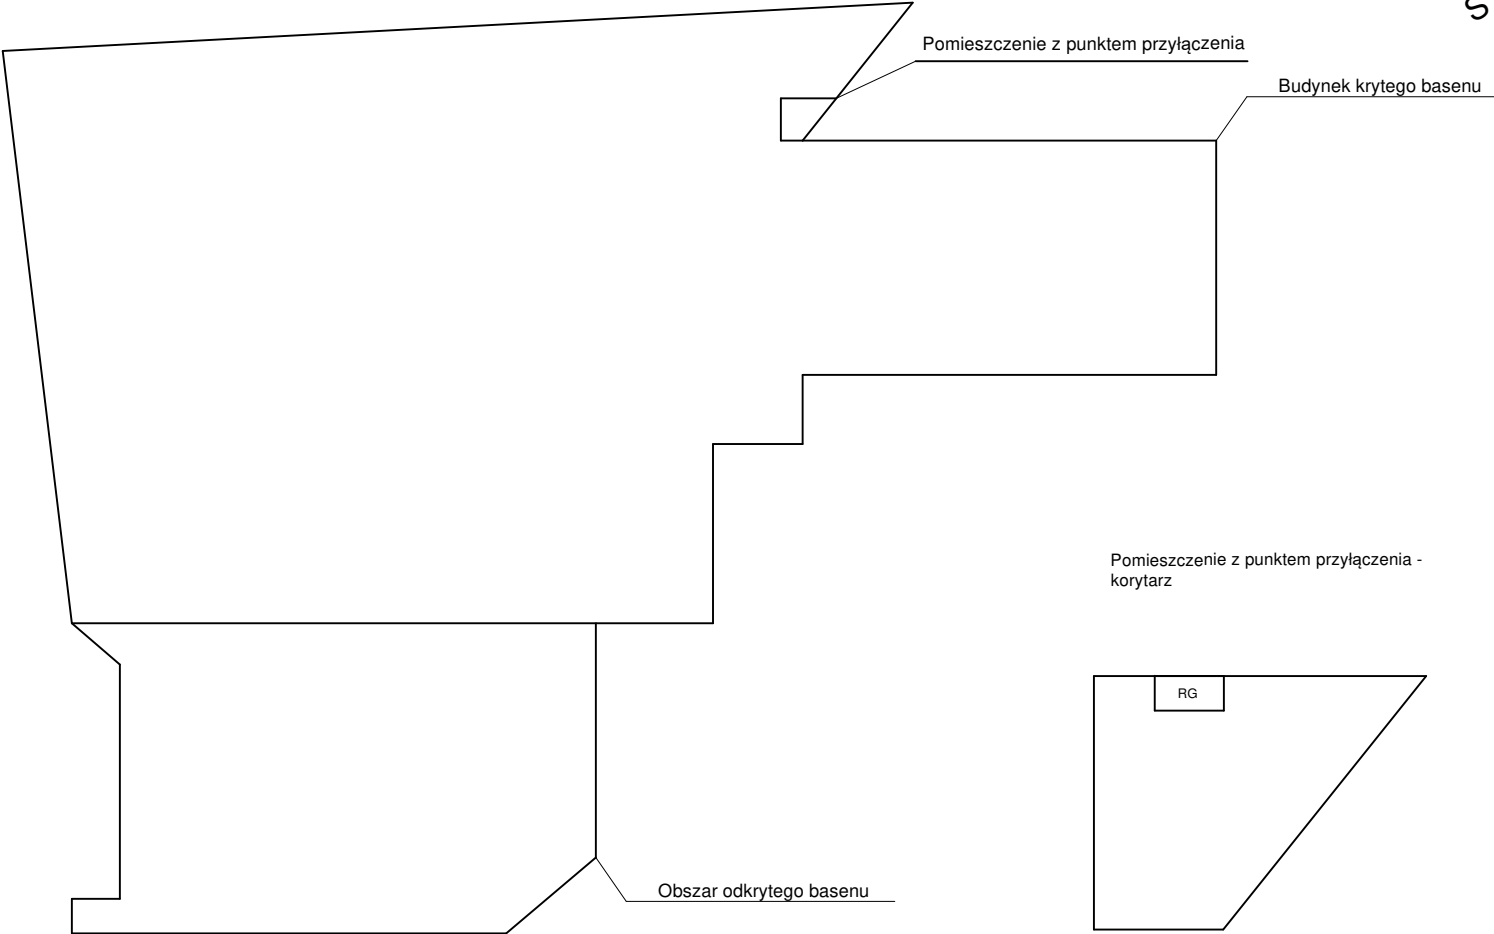 S
Pomieszczenie z punktem przyłączenia
Budynek krytego basenu
Pomieszczenie z punktem przyłączenia -
korytarz
RG
Obszar odkrytego basenu